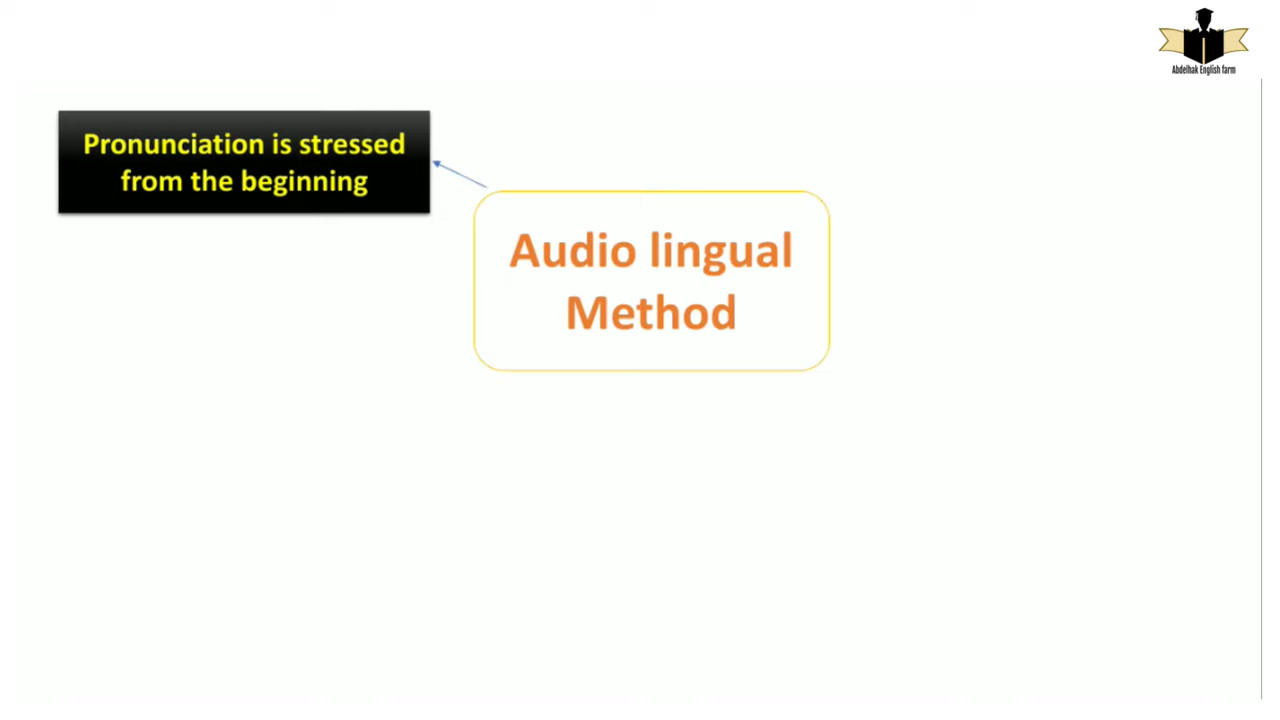 Abdelhak English farm
Pronunciation is stressed
from the beginning
Audio lingual
Method